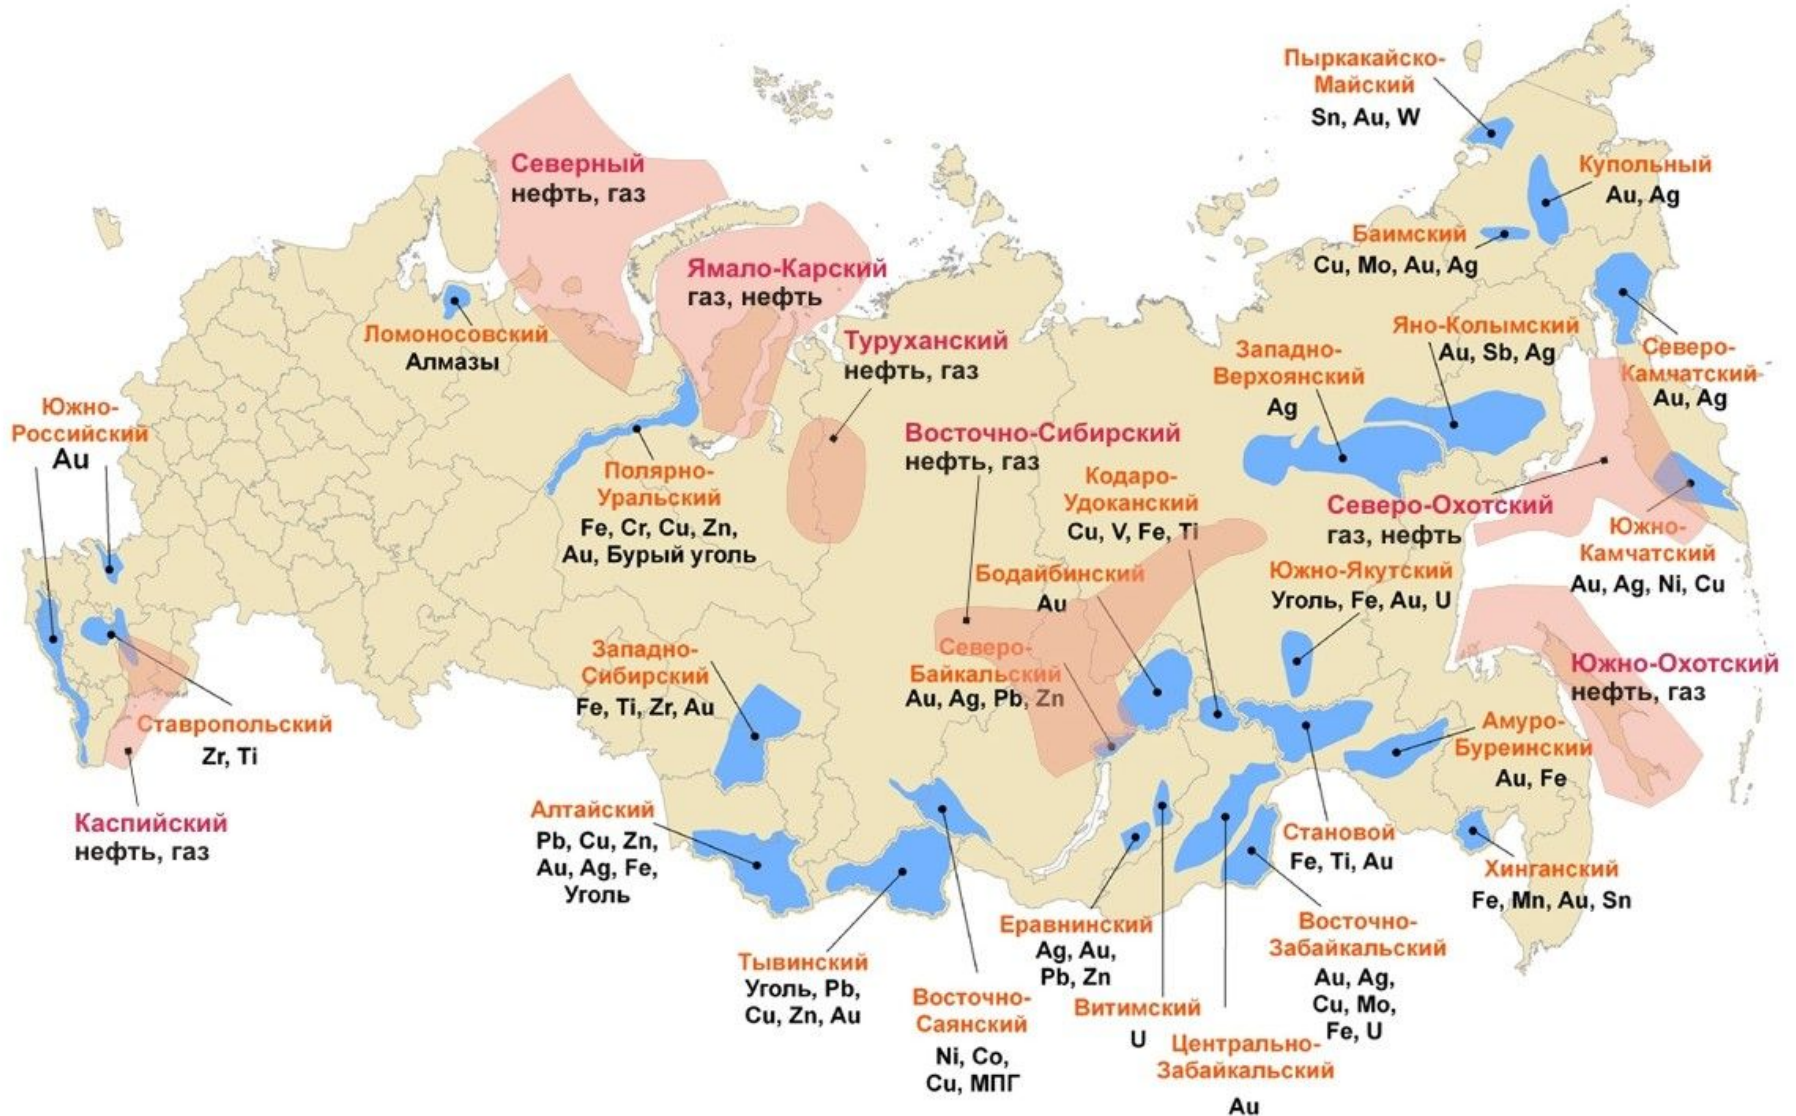 Пыркакайско-
Майский
Sn, Au, W
Северный
нефть, газ
Купольный
Au, Ag
Баимский
Cu, Mo, Au, Ag
Ямало-Карский
газ, нефть
Ломоносовский
Алмазы
Туруханский
нефть, газ
Западно-
Верхоянский
Ag
Яно-Колымский
Au, Sb, Ag
Северо-
Камчатский
Au, Ag
Южно-
Российский
Au
Восточно-Сибирский
нефть, газ
Полярно-
Уральский
Fe, Cr, Cu, Zn,
Au, Бурый уголь
Кодаро-
Удоканский
Cu, V, Fe, Ti
Северо-Охотский
газ, нефть
Южно-
Камчатский
Au, Ag, Ni, Cu
Бодайбинский
Au
Южно-Якутский
Уголь, Fe, Au, U
Западно-
Сибирский
Fe, Ti, Zr, Au
Северо-
Байкальский
Au, Ag, Pb, Zn
Южно-Охотский
нефть, газ
Ставропольский
Zr, Ti
Амуро-
Буреинский
Au, Fe
Каспийский
нефть, газ
Алтайский
Pb, Cu, Zn,
Au, Ag, Fe,
Уголь
Становой
Fe, Ti, Au
Хинганский
Fe, Mn, Au, Sn
Тывинский
Уголь, Pb,
Cu, Zn, Au
Восточно-
Саянский
Ni, Co,
Cu, МПГ
Еравнинский
Ag, Au,
Pb, Zn
Витимский
U
Центрально-
Забайкальский
Au
Восточно-
Забайкальский
Au, Ag,
Cu, Mo,
Fe, U